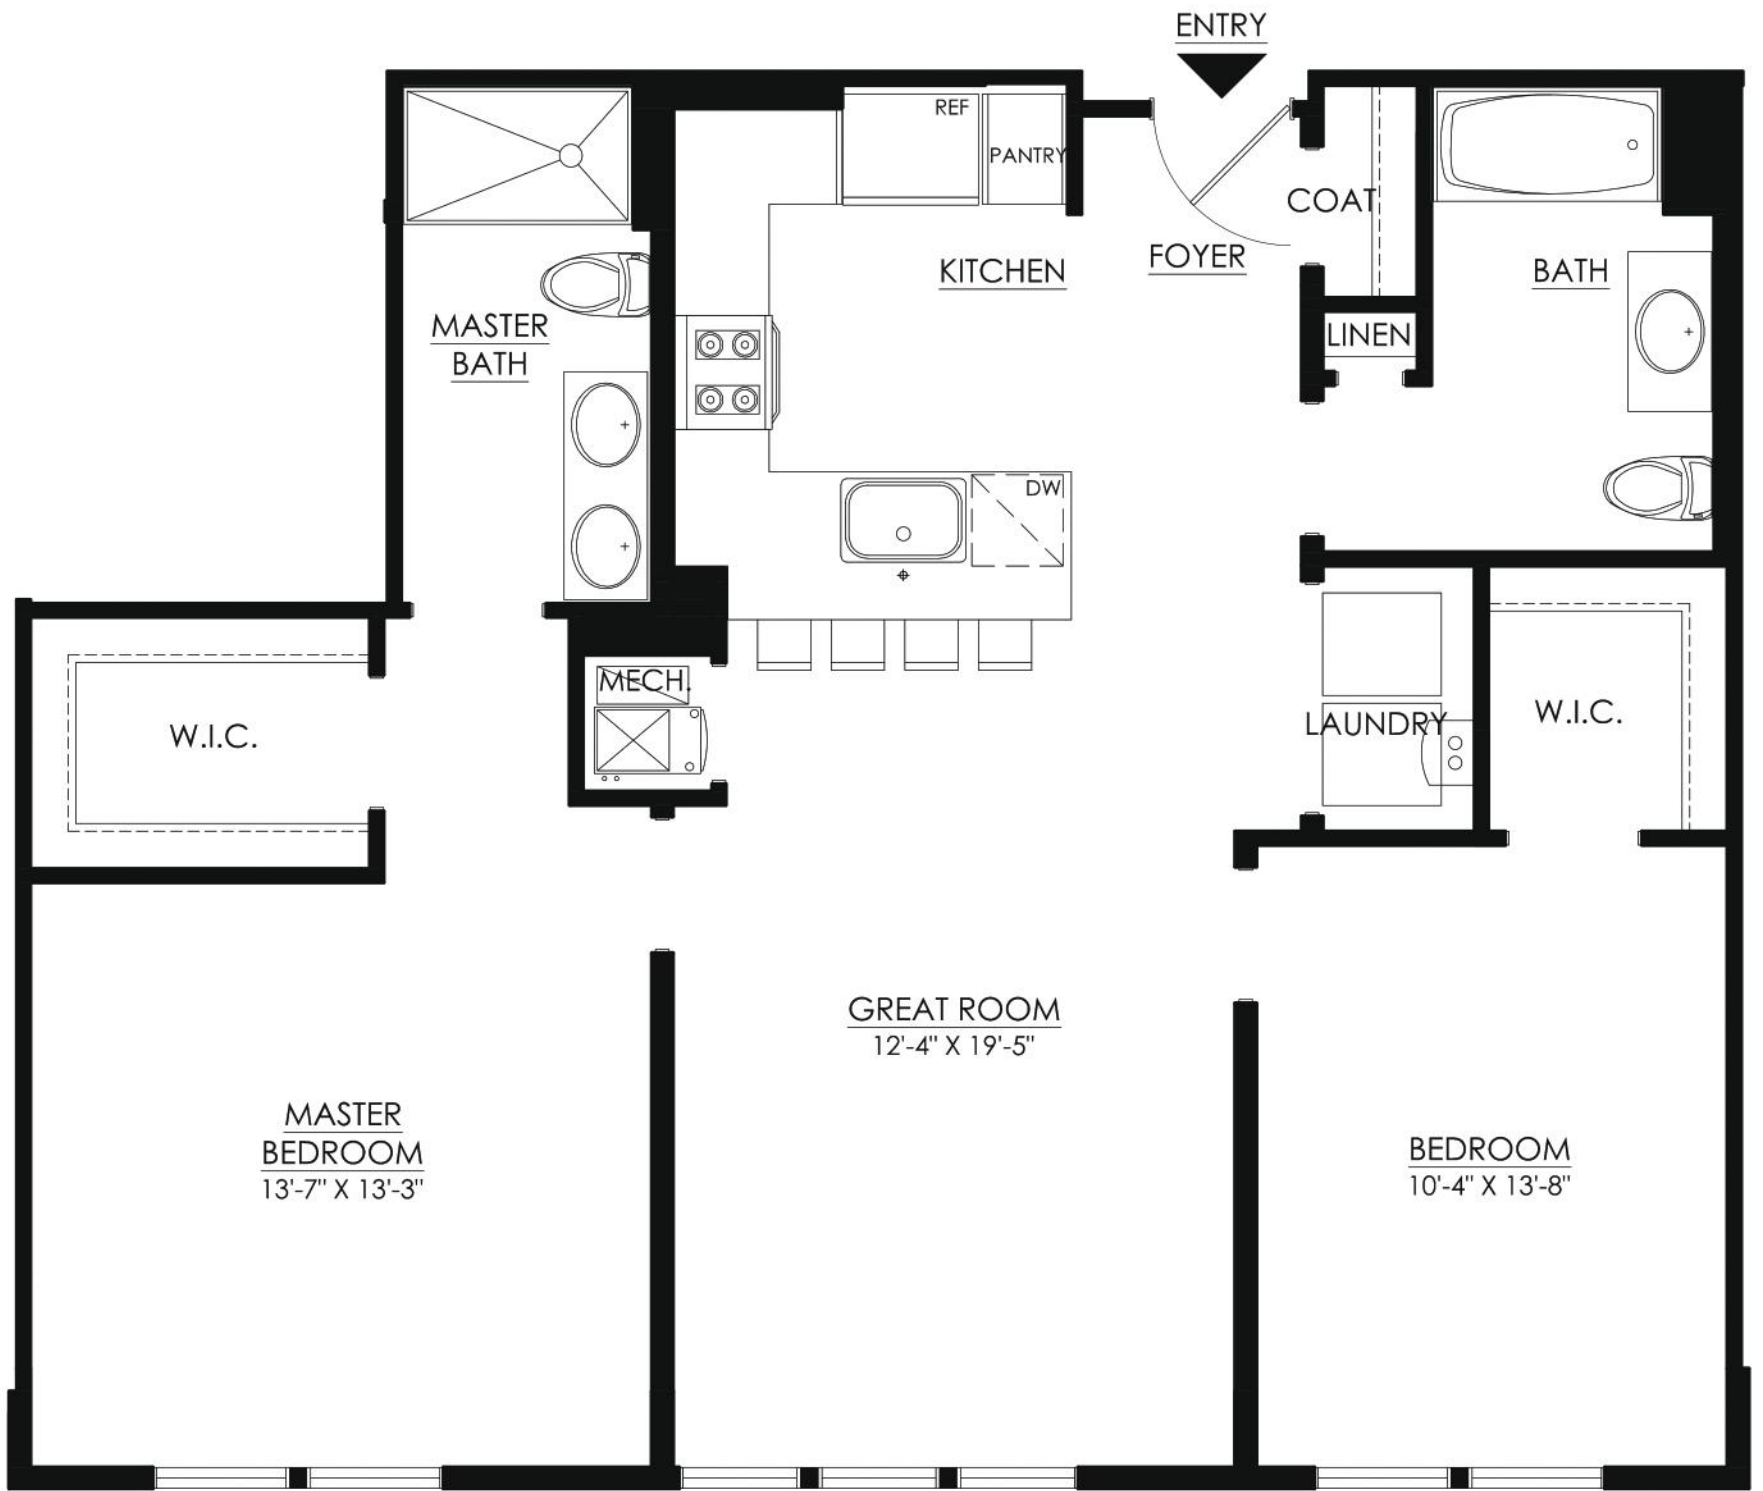 ENTRY
REF
PANTRY
COAT
FOYER
KITCHEN
BATH
MASTER
BATH
LINEN
DW
MECH.
W.I.C.
LAUNDRY
W.I.C.
GREAT ROOM
12'-4" X 19'-5"
MASTER
BEDROOM
13'-7" X 13'-3"
BEDROOM
10'-4" X 13'-8"